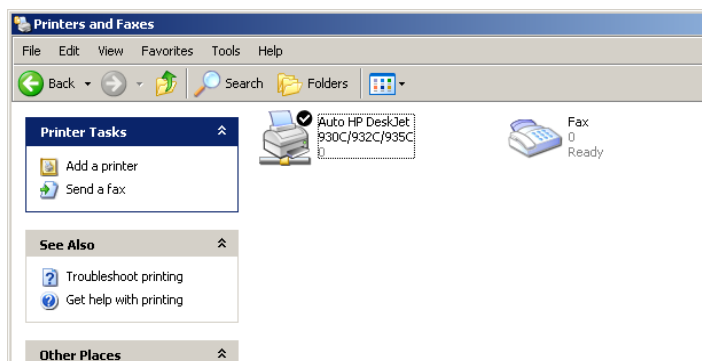 Printers and Faxes
File Edit View Favorites Tools Help
Back Search Folders
Printer Tasks
Add a printer
Send a fax
See Also
Troubleshoot printing
Get help with printing
Other Places
Auto HP DeskJet
930C/932C/935C
0
Fax
0
Ready